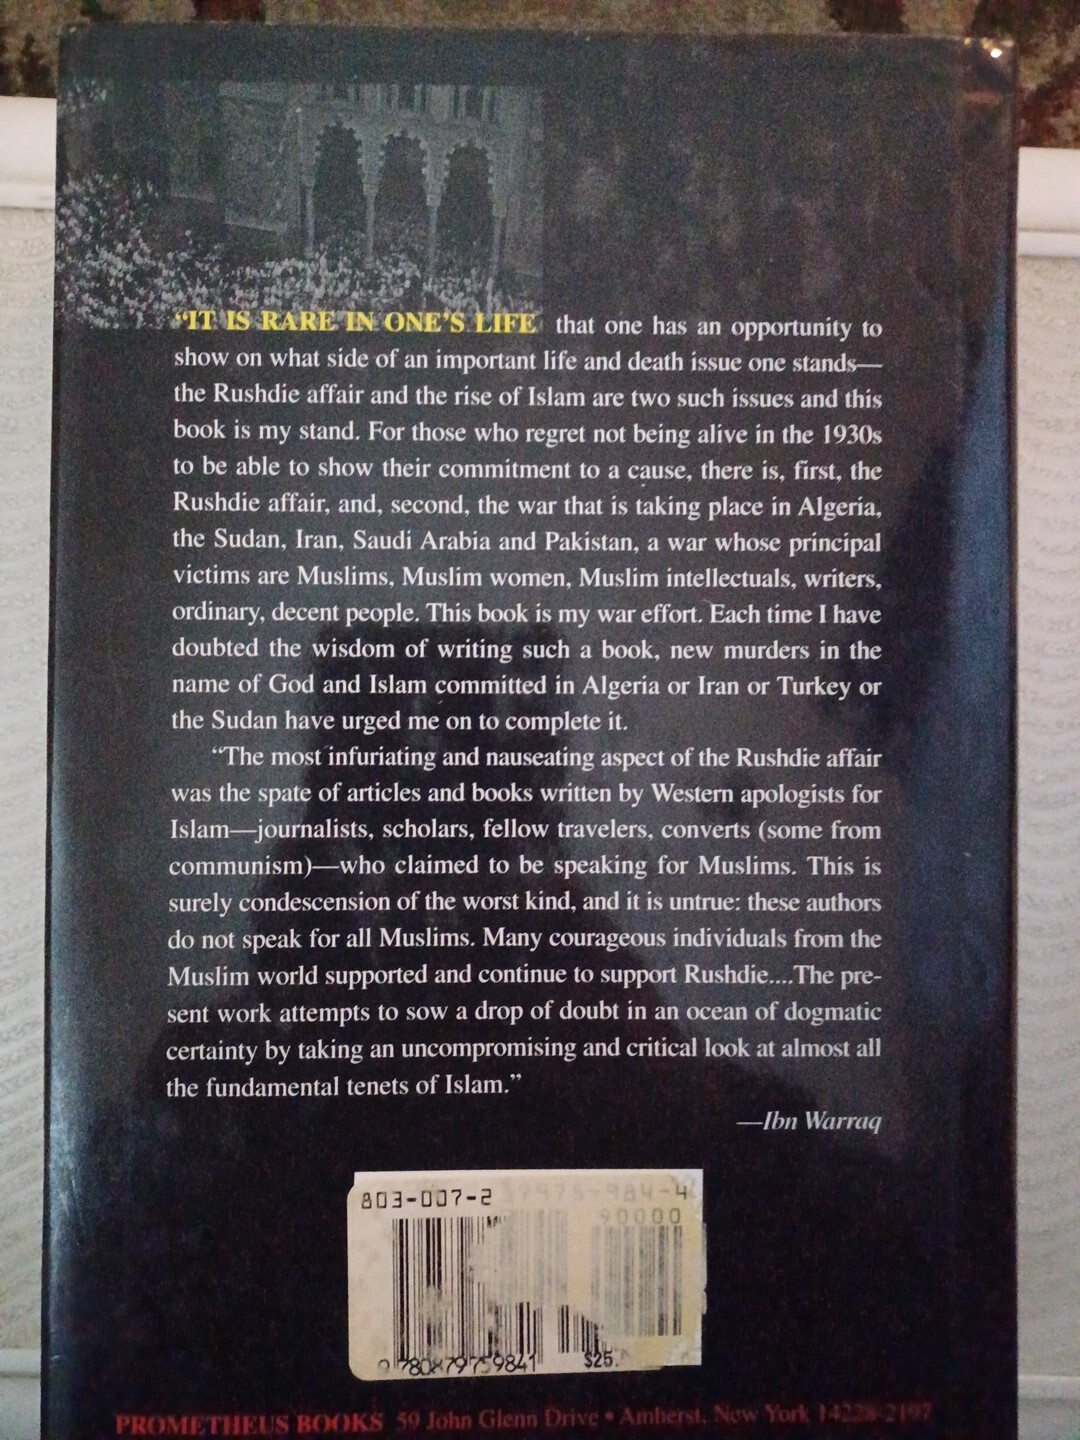 “IT IS RARE IN ONE’S LIFE that one has an opportunity to
show on what side of an important life and death issue one stands—
the Rushdie affair and the rise of Islam are two such issues and this
book is my stand. For those who regret not being alive in the 1930s
to be able to show their commitment to a cause, there is, first, the
Rushdie affair, and, second, the war that is taking place in Algeria,
the Sudan, Iran, Saudi Arabia and Pakistan, a war whose principal
victims are Muslims, Muslim women, Muslim intellectuals, writers,
ordinary, decent people. This book is my war effort. Each time I have
doubted the wisdom of writing such a book, new murders in the
name of God and Islam committed in Algeria or Iran or Turkey or
the Sudan have urged me on to complete it.
“The most infuriating and nauseating aspect of the Rushdie affair
was the spate of articles and books written by Western apologists for
Islam—journalists, scholars, fellow travelers, converts (some from
communism)—who claimed to be speaking for Muslims. This is
surely condescension of the worst kind, and it is untrue: these authors
do not speak for all Muslims. Many courageous individuals from the
Muslim world supported and continue to support Rushdie....The pre-
sent work attempts to sow a drop of doubt in an ocean of dogmatic
certainty by taking an uncompromising and critical look at almost all
the fundamental tenets of Islam.”
—Ibn Warraq
803-007-2
90000
$25.
PROMETHEUS BOOKS 59 John Glenn Drive • Amherst, New York 14228-2197